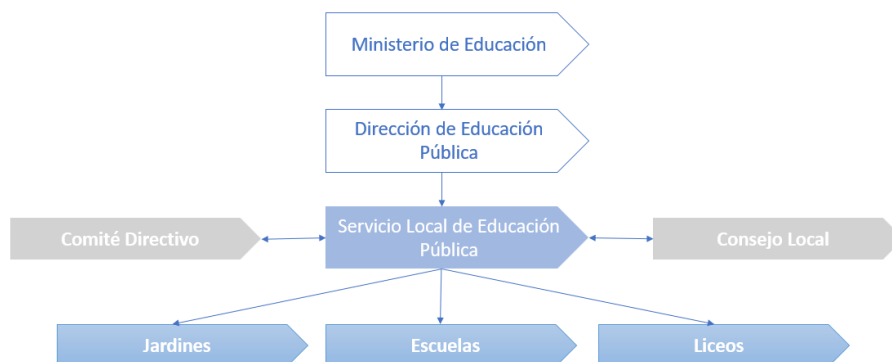 Ministerio de Educación
Dirección de Educación
Pública
Comité Directivo
Servicio Local de Educación
Pública
Consejo Local
Jardines
Escuelas
Liceos